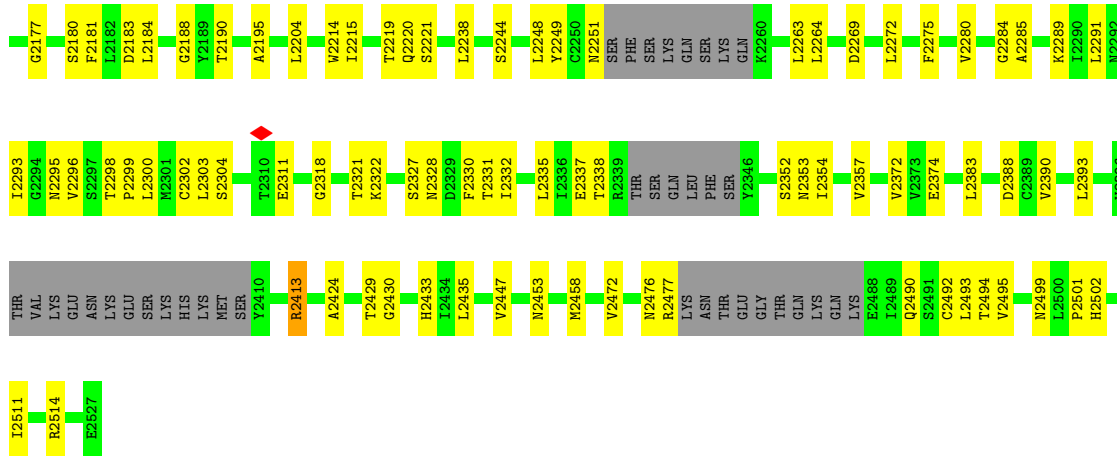 G2177 S2180 F2181 L2182 D2183 L2184 G2188 Y2189 T2190 A2195 L2204 W2214 I2215 T2219 Q2220 S2221 L2238 S2244 L2248 Y2249 C2250 N2251 SER PHE SER LYS GLN SER LYS GLN K2260 L2263 L2264 D2269 L2272 F2275 V2280 G2284 A2285 K2289 I2290 L2291 N2292
I2293 G2294 N2295 V2296 S2297 T2298 P2299 L2300 M2301 C2302 L2303 S2304 T2310 E2311 G2318 T2321 K2322 S2327 N2328 D2329 F2330 T2331 I2332 L2335 I2336 E2337 T2338 R2339 THR SER GLN LEU PHE SER Y2346 S2352 N2353 I2354 V2357 V2372 V2373 E2374 L2383 D2388 C2389 V2390 L2393
THR VAL LYS GLU ASN LYS GLU SER LYS HIS LYS MET SER Y2410 R2413 A2424 T2429 G2430 H2433 I2434 L2435 V2447 N2453 M2458 V2472 N2476 R2477 LYS ASN THR GLU GLY THR GLN LYS GLN LYS E2488 I2489 Q2490 S2491 C2492 L2493 T2494 V2495 N2499 L2500 P2501 H2502
I2511 R2514 E2527